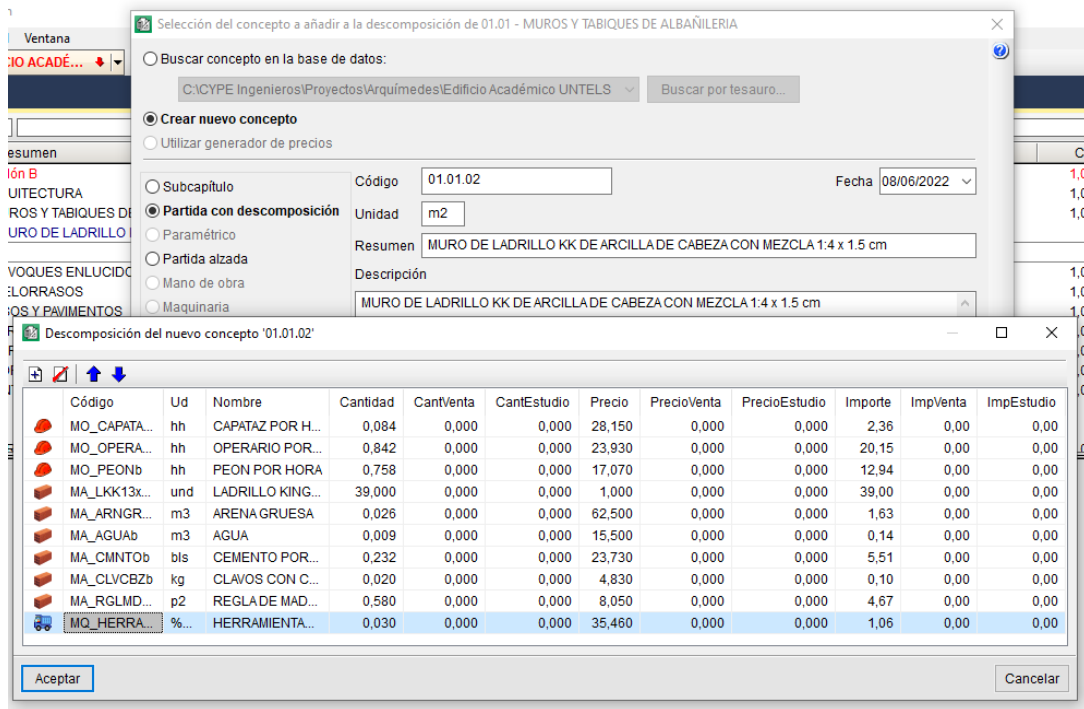 Selección del concepto a añadir a la descomposición de 01.01 - MUROS Y TABIQUES DE ALBAÑILERIA
Ventana
IO ACADÉ...
Buscar concepto en la base de datos:
C:\CYPE Ingenieros\Proyectos\Arquímedes\Edificio Académico UNTELS Buscar por tesauro...
Crear nuevo concepto
Utilizar generador de precios
esumen
ión B 1,0
Subcapítulo Código 01.01.02 Fecha 08/06/2022
UITECTURA 1,0
ROS Y TABIQUES DE Partida con descomposición Unidad m2 1,0
URO DE LADRILLO Paramétrico Resumen MURO DE LADRILLO KK DE ARCILLA DE CABEZA CON MEZCLA 1:4 x 1.5 cm
Partida alzada
VOQUES ENLUCIDO Descripción 1,0
ELORRASOS Mano de obra 1,0
OS Y PAVIMENTOS Maquinaria MURO DE LADRILLO KK DE ARCILLA DE CABEZA CON MEZCLA 1:4 x 1.5 cm 1,0
Descomposición del nuevo concepto '01.01.02'
Código Ud Nombre Cantidad CantVenta CantEstudio Precio PrecioVenta PrecioEstudio Importe ImpVenta ImpEstudio
MO_CAPATA... hh CAPATAZ POR H... 0,084 0,000 0,000 28,150 0,000 0,000 2,36 0,00 0,00
MO_OPERA... hh OPERARIO POR... 0,842 0,000 0,000 23,930 0,000 0,000 20,15 0,00 0,00
MO_PEONb hh PEON POR HORA 0,758 0,000 0,000 17,070 0,000 0,000 12,94 0,00 0,00
MA_LKK13x... und LADRILLO KING... 39,000 0,000 0,000 1,000 0,000 0,000 39,00 0,00 0,00
MA_ARNGR... m3 ARENA GRUESA 0,026 0,000 0,000 62,500 0,000 0,000 1,63 0,00 0,00
MA_AGUAb m3 AGUA 0,009 0,000 0,000 15,500 0,000 0,000 0,14 0,00 0,00
MA_CMNTOb bls CEMENTO POR... 0,232 0,000 0,000 23,730 0,000 0,000 5,51 0,00 0,00
MA_CLVCBZb kg CLAVOS CON C... 0,020 0,000 0,000 4,830 0,000 0,000 0,10 0,00 0,00
MA_RGLMD... p2 REGLA DE MAD... 0,580 0,000 0,000 8,050 0,000 0,000 4,67 0,00 0,00
MQ_HERRA... %... HERRAMIENTA... 0,030 0,000 0,000 35,460 0,000 0,000 1,06 0,00 0,00
Aceptar Cancelar